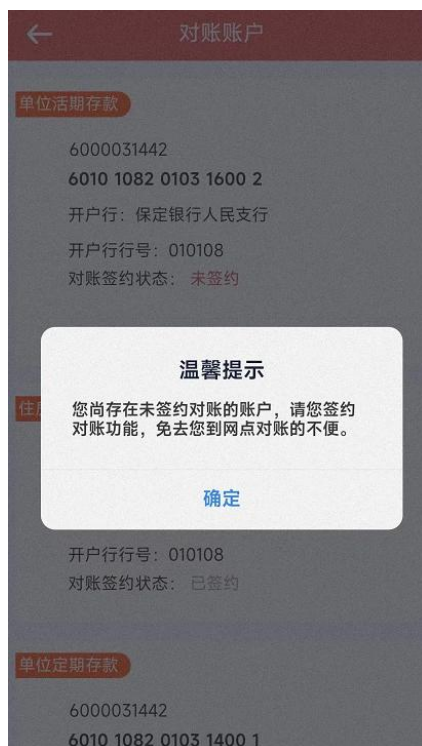 对账账户
单位活期存款
6000031442
6010 1082 0103 1600 2
开户行：保定银行人民支行
开户行行号：010108
对账签约状态： 未签约
温馨提示
住
您尚存在未签约对账的账户，请您签约
对账功能，免去您到网点对账的不便。
确定
开户行行号：010108
对账签约状态： 已签约
单位定期存款
6000031442
6010 1082 0103 1400 1